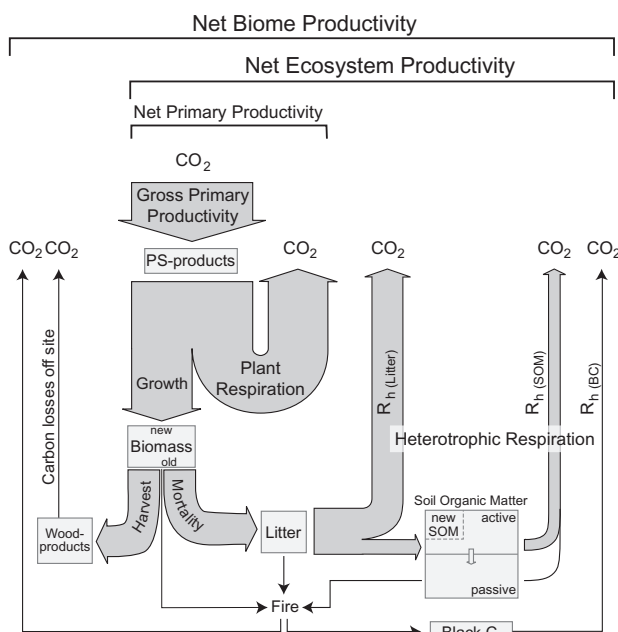 Net Biome Productivity
Net Ecosystem Productivity
Net Primary Productivity
CO2
Gross Primary
Productivity
CO2 CO2
PS-products
CO2
CO2
CO2
CO2
Growth
Plant
Respiration
Carbon losses off site
Rh (Litter)
Rh (SOM)
Rh (BC)
new
Biomass
old
Heterotrophic Respiration
Harvest
Mortality
Wood-
products
Litter
Soil Organic Matter
new
SOM
active
passive
Fire
Black C